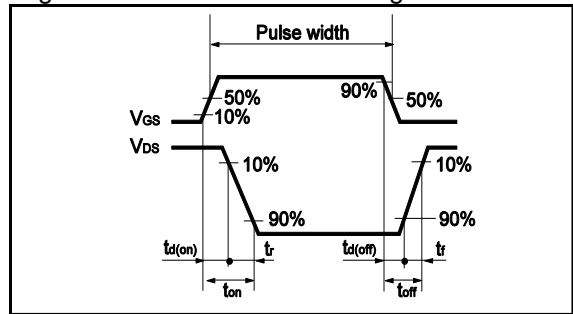 Pulse width
90%
50%
50%
10%
VGS
VDS
10%
10%
90%
90%
td(on)
tr
td(off)
tf
ton
toff